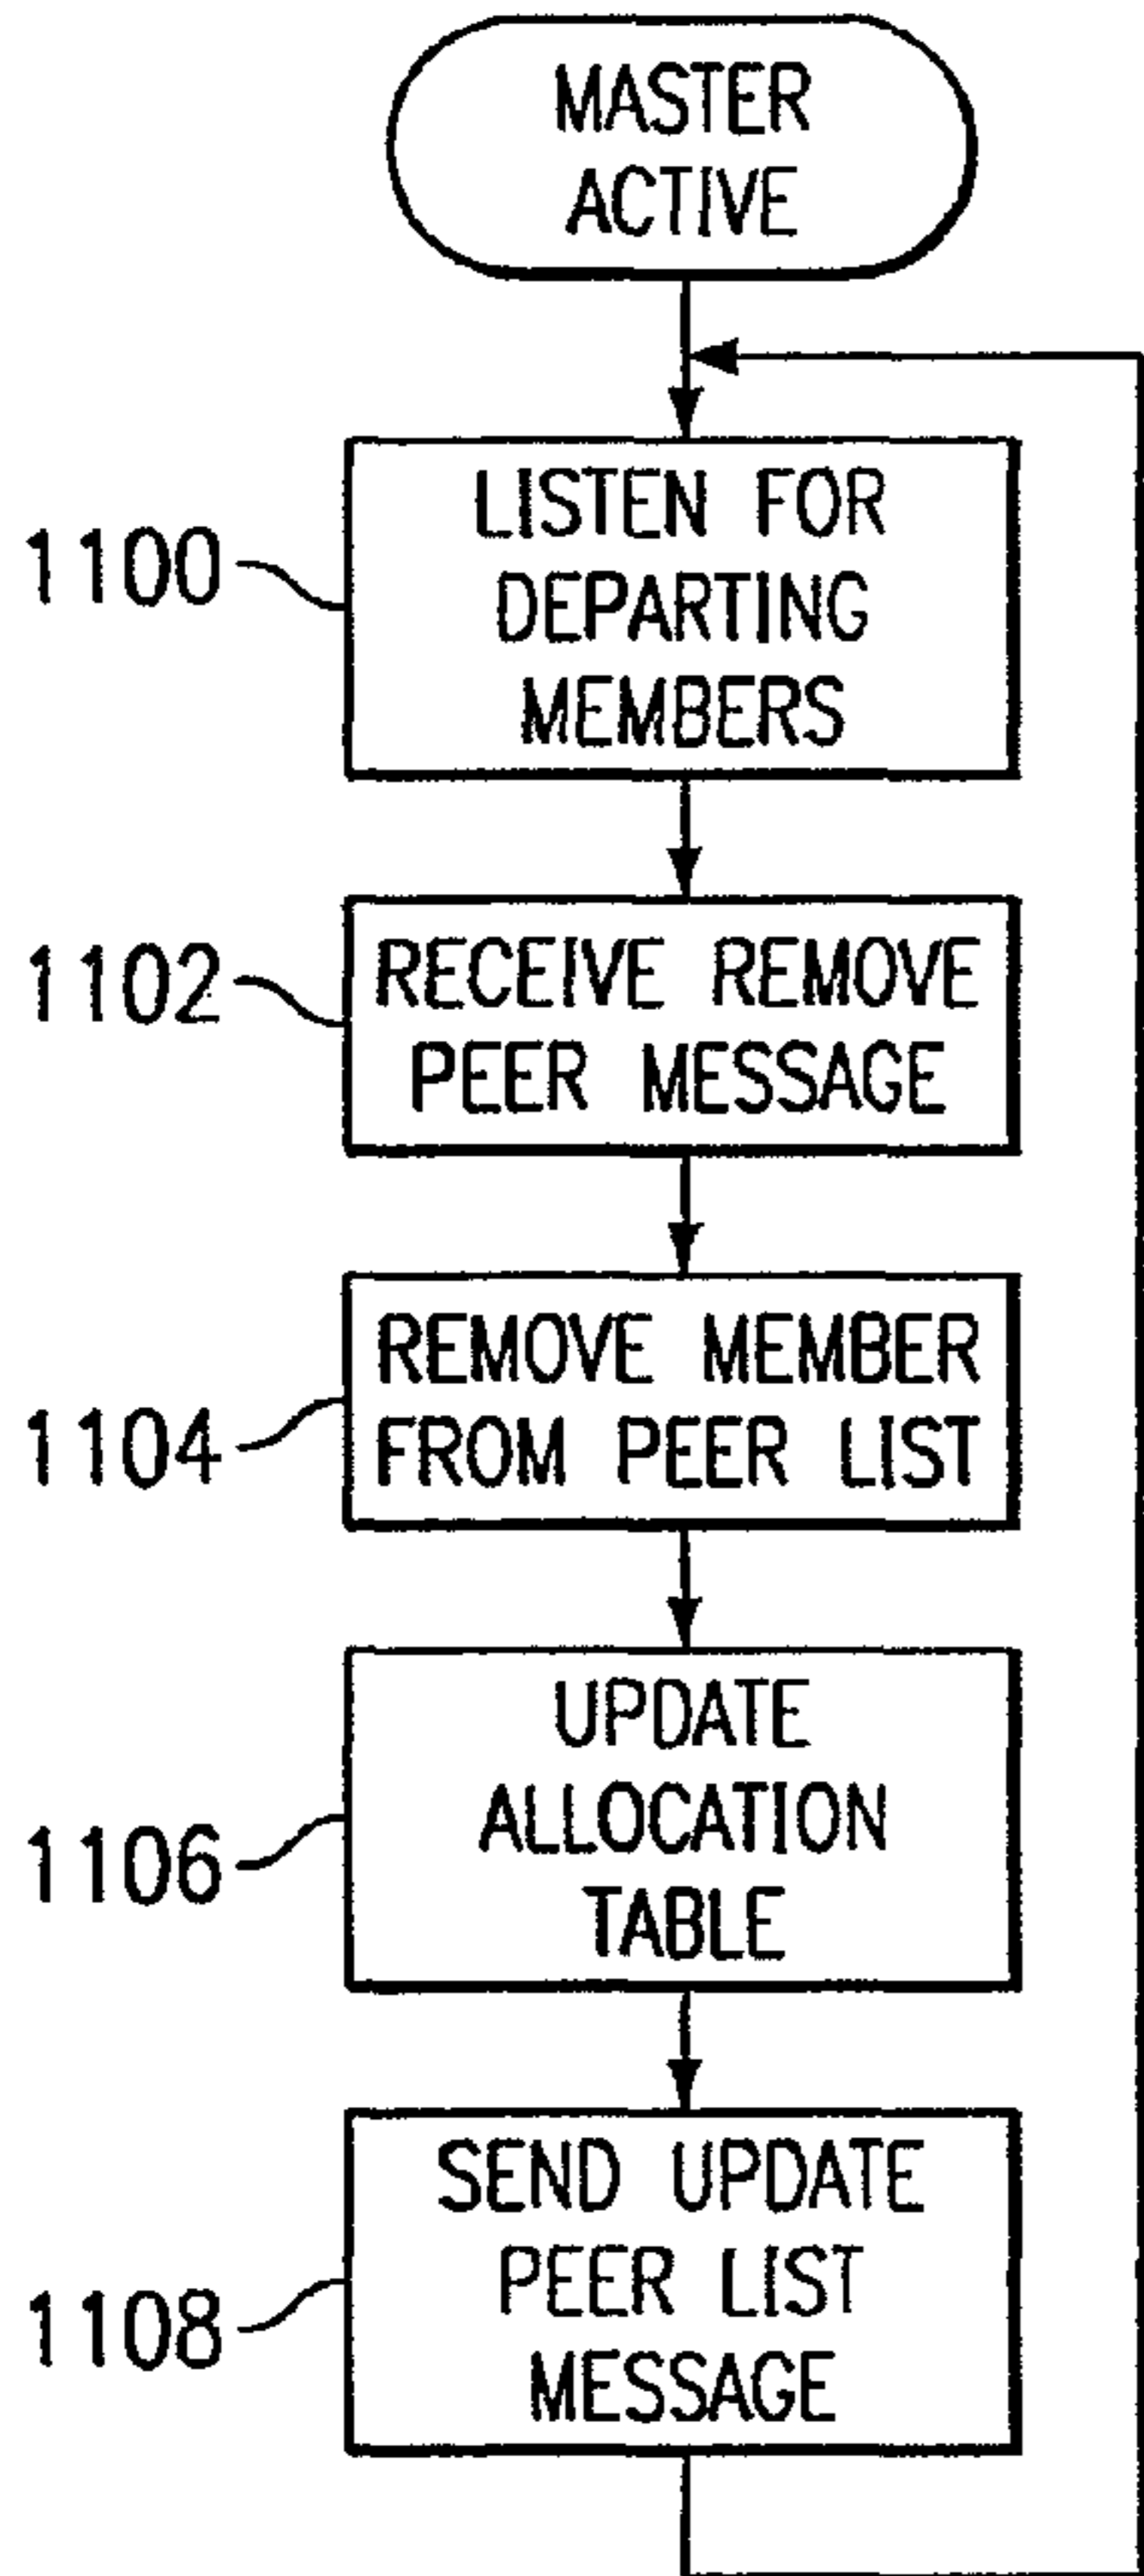 MASTER
ACTIVE
1100
LISTEN FOR
DEPARTING
MEMBERS
1102
RECEIVE REMOVE
PEER MESSAGE
1104
REMOVE MEMBER
FROM PEER LIST
1106
UPDATE
ALLOCATION
TABLE
1108
SEND UPDATE
PEER LIST
MESSAGE